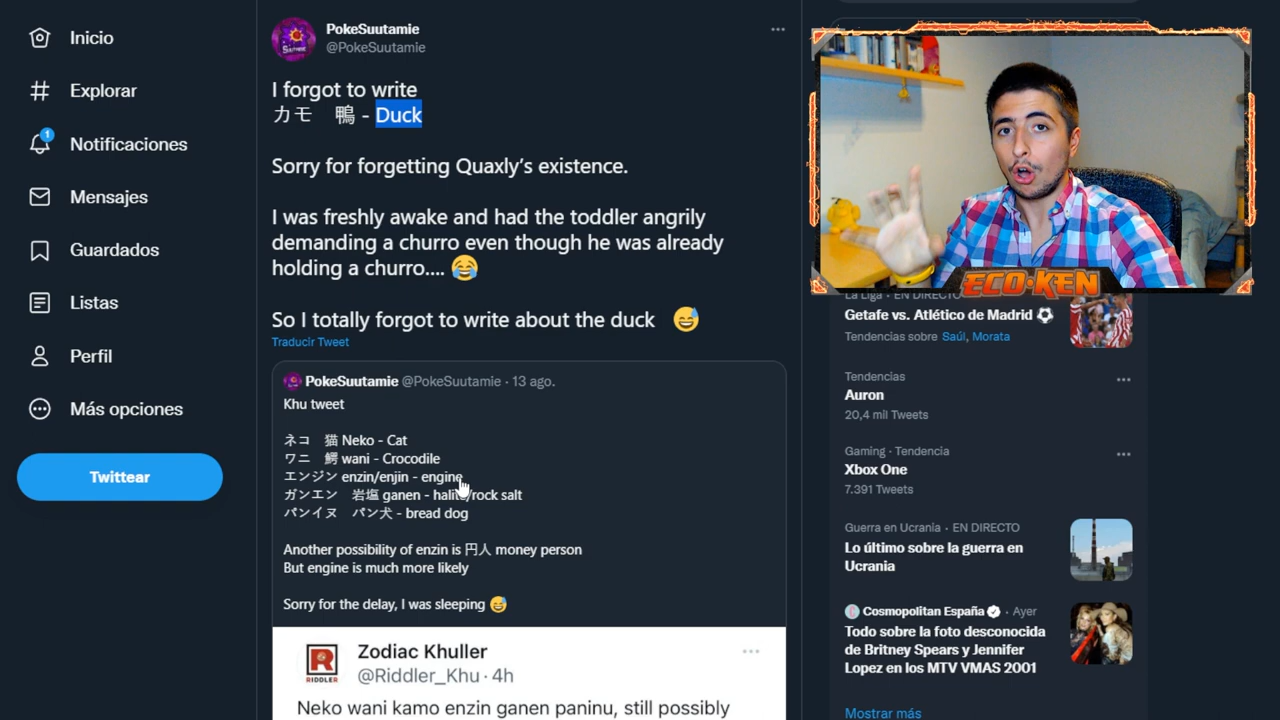 Inicio
Explorar
1
Notificaciones
Mensajes
Guardados
Listas
Perfil
Más opciones
Twittear
PokeSuutamie
@PokeSuutamie
I forgot to write
カモ 鴨 - Duck
Sorry for forgetting Quaxly’s existence.
I was freshly awake and had the toddler angrily
demanding a churro even though he was already
holding a churro.... 😂
So I totally forgot to write about the duck 😅
Traducir Tweet
PokeSuutamie @PokeSuutamie · 13 ago.
Khu tweet
ネコ 猫 Neko - Cat
ワニ 鰐 wani - Crocodile
エンジン enzin/enjin - engine
ガンエン 岩塩 ganen - halite/rock salt
パンイヌ パン犬 - bread dog
Another possibility of enzin is 円人 money person
But engine is much more likely
Sorry for the delay, I was sleeping 😅
Zodiac Khuller
@Riddler_Khu · 4h
RIDDLER
Neko wani kamo enzin ganen paninu, still possibly
ECO·KEN
La Liga · EN DIRECTO
Getafe vs. Atlético de Madrid ⚽
Tendencias sobre Saúl, Morata
Tendencias
Auron
20,4 mil Tweets
Gaming · Tendencia
Xbox One
7.391 Tweets
Guerra en Ucrania · EN DIRECTO
Lo último sobre la guerra en
Ucrania
Cosmopolitan España · Ayer
Todo sobre la foto desconocida
de Britney Spears y Jennifer
Lopez en los MTV VMAS 2001
Mostrar más